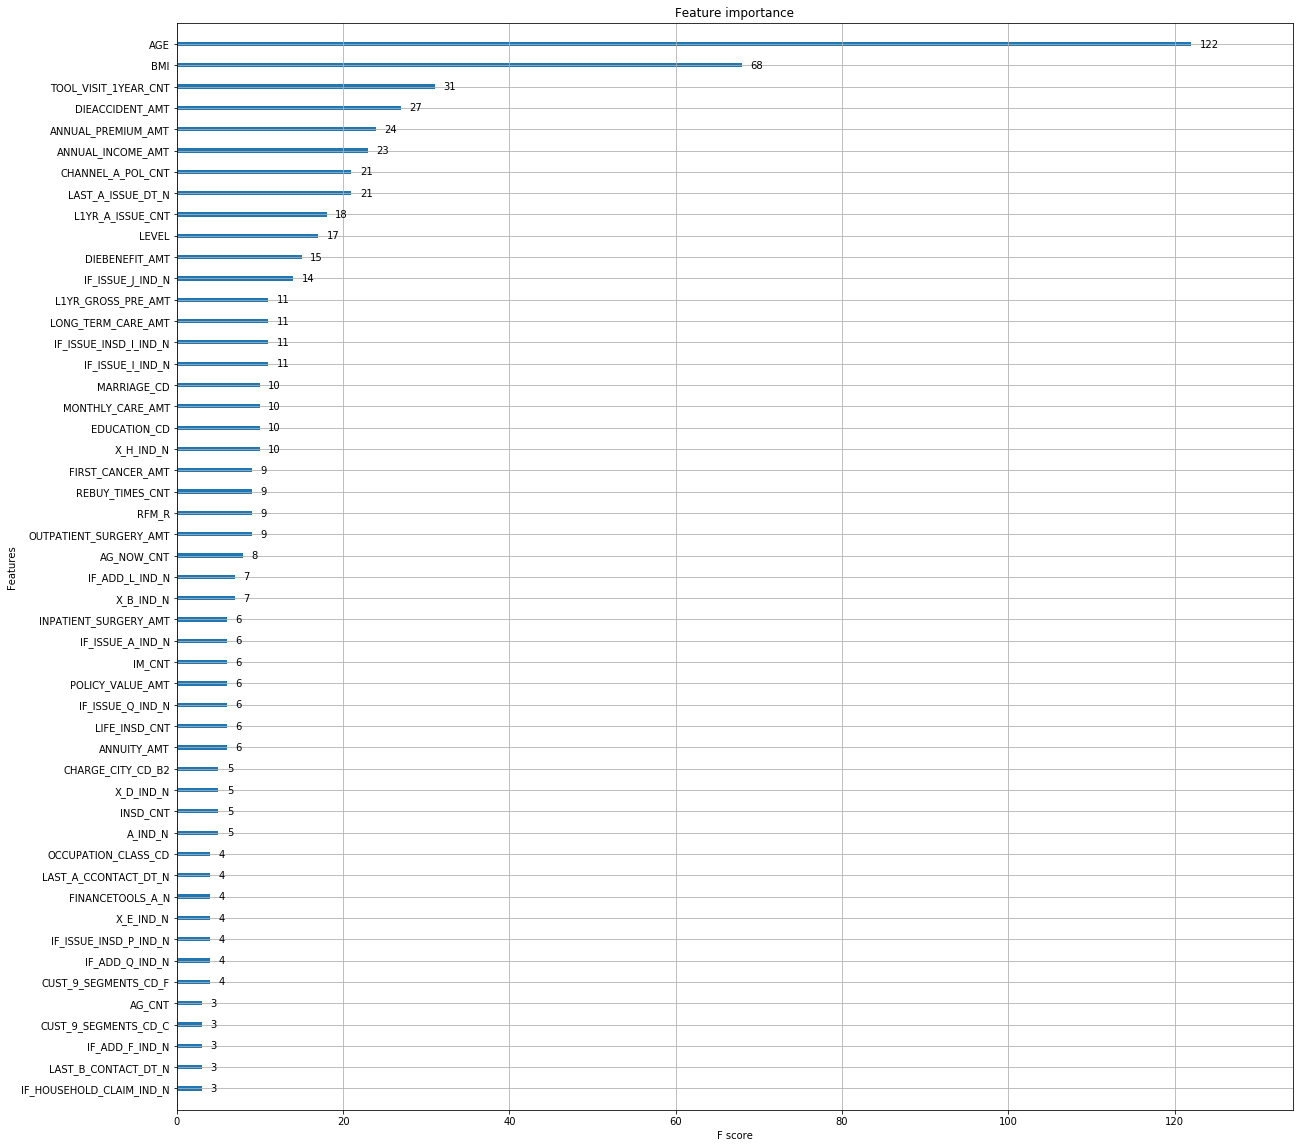 Feature importance
AGE 122
BMI 68
TOOL_VISIT_1YEAR_CNT 31
DIEACCIDENT_AMT 27
ANNUAL_PREMIUM_AMT 24
ANNUAL_INCOME_AMT 23
CHANNEL_A_POL_CNT 21
LAST_A_ISSUE_DT_N 21
L1YR_A_ISSUE_CNT 18
LEVEL 17
DIEBENEFIT_AMT 15
IF_ISSUE_J_IND_N 14
L1YR_GROSS_PRE_AMT 11
LONG_TERM_CARE_AMT 11
IF_ISSUE_INSD_I_IND_N 11
IF_ISSUE_I_IND_N 11
MARRIAGE_CD 10
MONTHLY_CARE_AMT 10
EDUCATION_CD 10
X_H_IND_N 10
FIRST_CANCER_AMT 9
REBUY_TIMES_CNT 9
RFM_R 9
OUTPATIENT_SURGERY_AMT 9
AG_NOW_CNT 8
IF_ADD_L_IND_N 7
X_B_IND_N 7
INPATIENT_SURGERY_AMT 6
IF_ISSUE_A_IND_N 6
IM_CNT 6
POLICY_VALUE_AMT 6
IF_ISSUE_Q_IND_N 6
LIFE_INSD_CNT 6
ANNUITY_AMT 6
CHARGE_CITY_CD_B2 5
X_D_IND_N 5
INSD_CNT 5
A_IND_N 5
OCCUPATION_CLASS_CD 4
LAST_A_CCONTACT_DT_N 4
FINANCETOOLS_A_N 4
X_E_IND_N 4
IF_ISSUE_INSD_P_IND_N 4
IF_ADD_Q_IND_N 4
CUST_9_SEGMENTS_CD_F 4
AG_CNT 3
CUST_9_SEGMENTS_CD_C 3
IF_ADD_F_IND_N 3
LAST_B_CONTACT_DT_N 3
IF_HOUSEHOLD_CLAIM_IND_N 3
Features
0 20 40 60 80 100 120
F score